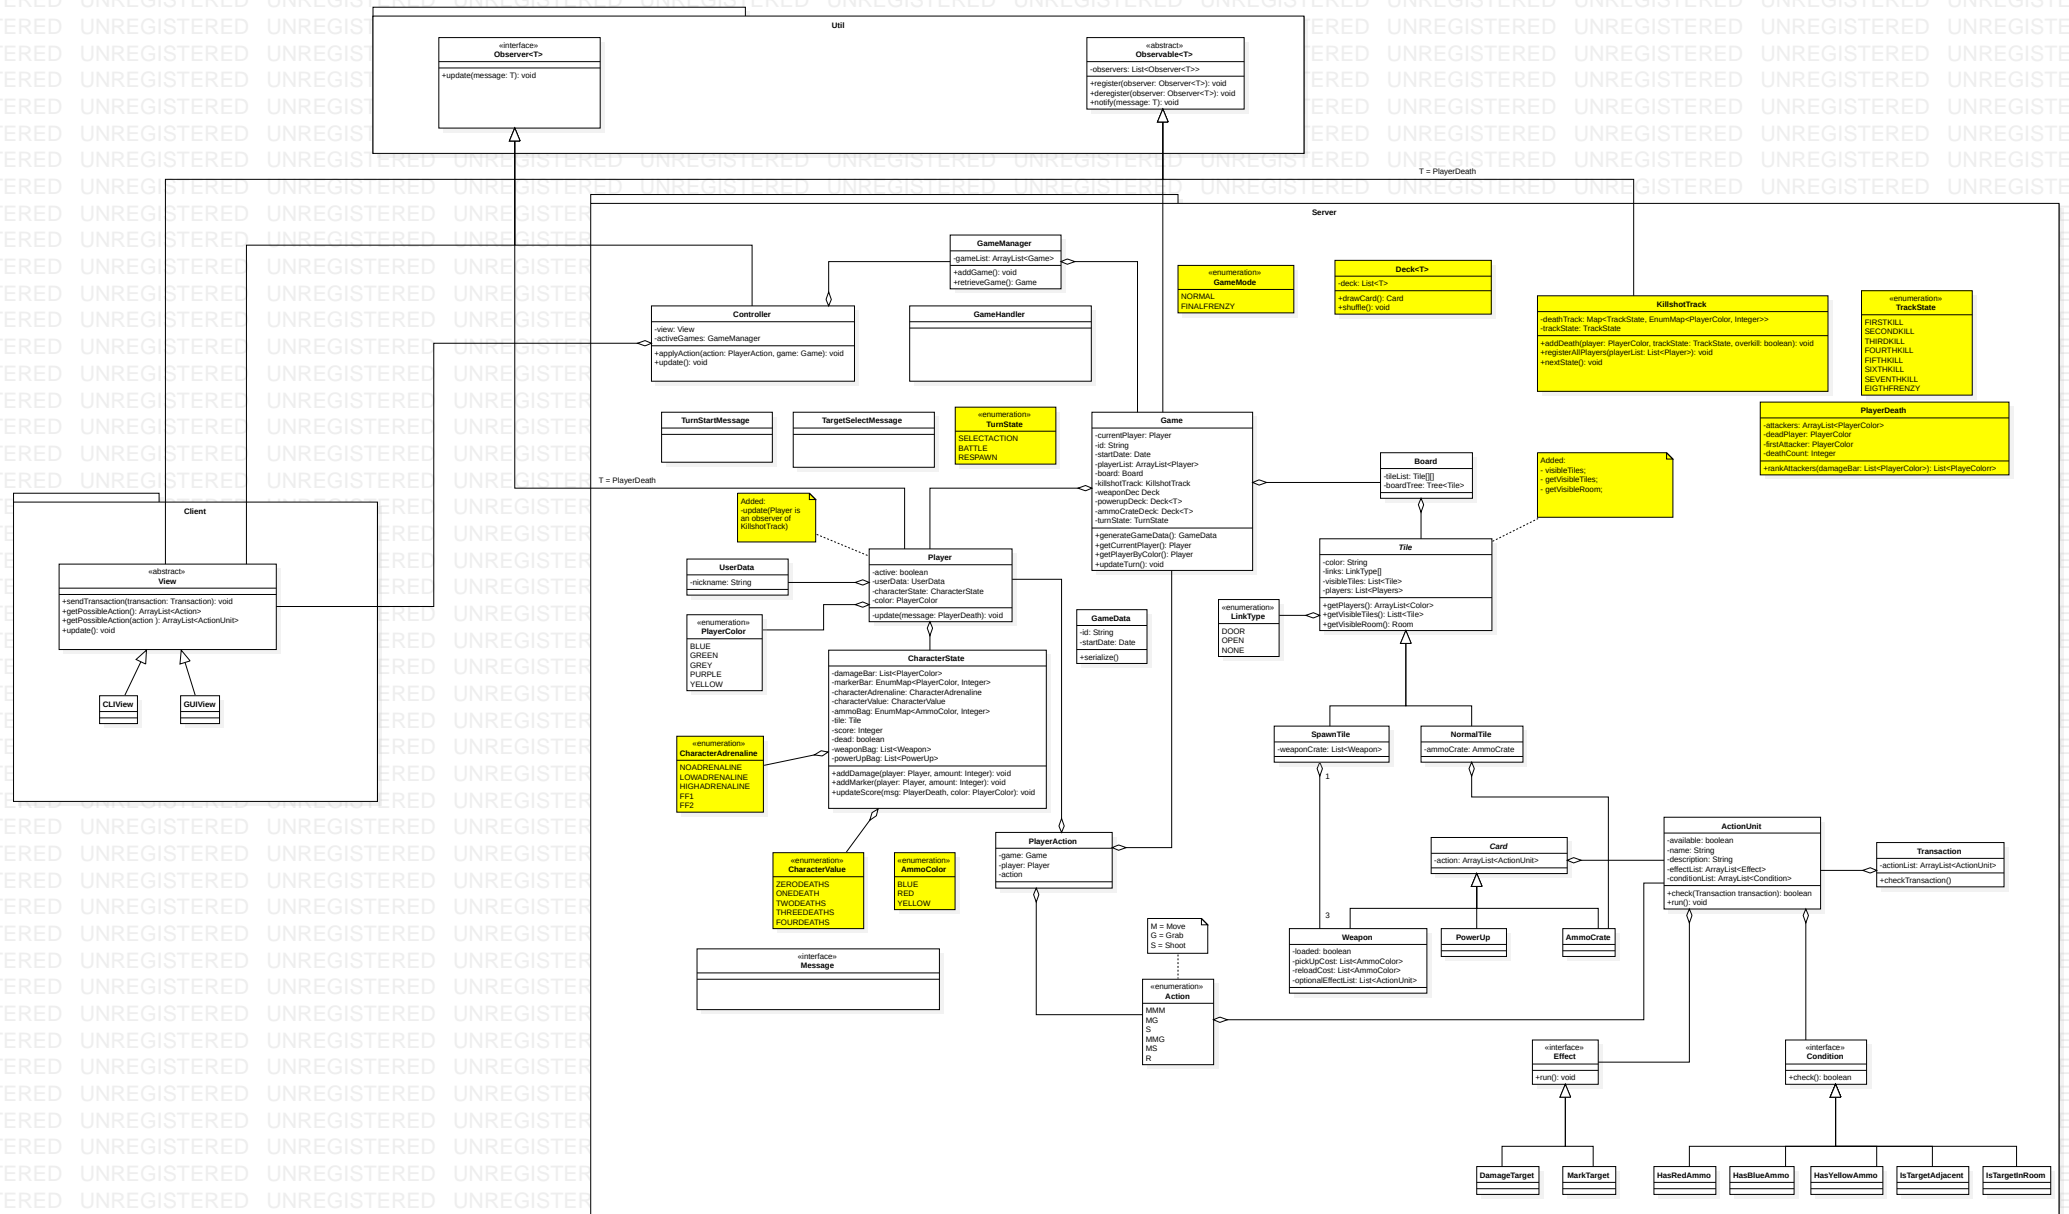 Util
«interface»
Observer<T>
+update(message: T): void
«abstract»
Observable<T>
-observers: List<Observer<T>>
+register(observer: Observer<T>): void
+deregister(observer: Observer<T>): void
+notify(message: T): void
T = PlayerDeath
Server
GameManager
-gameList: ArrayList<Game>
+addGame(): void
+retrieveGame(): Game
«enumeration»
GameMode
NORMAL
FINALFRENZY
Deck<T>
-deck: List<T>
+drawCard(): Card
+shuffle(): void
KillshotTrack
-deathTrack: Map<TrackState, EnumMap<PlayerColor, Integer>>
-trackState: TrackState
+addDeath(player: PlayerColor, trackState: TrackState, overkill: boolean): void
+registerAllPlayers(playerList: List<Player>): void
+nextState(): void
«enumeration»
TrackState
FIRSTKILL
SECONDKILL
THIRDKILL
FOURTHKILL
FIFTHKILL
SIXTHKILL
SEVENTHKILL
EIGTHFRENZY
Controller
-view: View
-activeGames: GameManager
+applyAction(action: PlayerAction, game: Game): void
+update(): void
GameHandler
TurnStartMessage
TargetSelectMessage
«enumeration»
TurnState
SELECTACTION
BATTLE
RESPAWN
Game
-currentPlayer: Player
-id: String
-startDate: Date
-playerList: ArrayList<Player>
-board: Board
-killshotTrack: KillshotTrack
-weaponDec Deck
-powerupDeck: Deck<T>
-ammoCrateDeck: Deck<T>
-turnState: TurnState
+generateGameData(): GameData
+getCurrentPlayer(): Player
+getPlayerByColor(): Player
+updateTurn(): void
PlayerDeath
-attackers: ArrayList<PlayerColor>
-deadPlayer: PlayerColor
-firstAttacker: PlayerColor
-deathCount: Integer
+rankAttackers(damageBar: List<PlayerColor>): List<PlayeColorr>
Board
-tileList: Tile[][]
-boardTree: Tree<Tile>
Added:
- visibleTiles;
- getVisibleTiles;
- getVisibleRoom;
T = PlayerDeath
Added:
-update(Player is
an observer of
KillshotTrack)
Client
«abstract»
View
+sendTransaction(transaction: Transaction): void
+getPossibleAction(): ArrayList<Action>
+getPossibleAction(action ): ArrayList<ActionUnit>
+update(): void
CLIView
GUIView
UserData
-nickname: String
Player
-active: boolean
-userData: UserData
-characterState: CharacterState
-color: PlayerColor
-update(message: PlayerDeath): void
«enumeration»
PlayerColor
BLUE
GREEN
GREY
PURPLE
YELLOW
GameData
-id: String
-startDate: Date
+serialize()
Tile
-color: String
-links: LinkType[]
-visibleTiles: List<Tile>
-players: List<Players>
+getPlayers(): ArrayList<Color>
+getVisibleTiles(): List<Tile>
+getVisibleRoom(): Room
«enumeration»
LinkType
DOOR
OPEN
NONE
CharacterState
-damageBar: List<PlayerColor>
-markerBar: EnumMap<PlayerColor, Integer>
-characterAdrenaline: CharacterAdrenaline
-characterValue: CharacterValue
-ammoBag: EnumMap<AmmoColor, Integer>
-tile: Tile
-score: Integer
-dead: boolean
-weaponBag: List<Weapon>
-powerUpBag: List<PowerUp>
+addDamage(player: Player, amount: Integer): void
+addMarker(player: Player, amount: Integer): void
+updateScore(msg: PlayerDeath, color: PlayerColor): void
«enumeration»
CharacterAdrenaline
NOADRENALINE
LOWADRENALINE
HIGHADRENALINE
FF1
FF2
SpawnTile
-weaponCrate: List<Weapon>
NormalTile
-ammoCrate: AmmoCrate
1
3
«enumeration»
CharacterValue
ZERODEATHS
ONEDEATH
TWODEATHS
THREEDEATHS
FOURDEATHS
«enumeration»
AmmoColor
BLUE
RED
YELLOW
PlayerAction
-game: Game
-player: Player
-action
Card
-action: ArrayList<ActionUnit>
ActionUnit
-available: boolean
-name: String
-description: String
-effectList: ArrayList<Effect>
-conditionList: ArrayList<Condition>
+check(Transaction transaction): boolean
+run(): void
Transaction
-actionList: ArrayList<ActionUnit>
+checkTransaction()
«interface»
Message
M = Move
G = Grab
S = Shoot
«enumeration»
Action
MMM
MG
S
MMG
MS
R
Weapon
-loaded: boolean
-pickUpCost: List<AmmoColor>
-reloadCost: List<AmmoColor>
-optionalEffectList: List<ActionUnit>
PowerUp
AmmoCrate
«interface»
Effect
+run(): void
«interface»
Condition
+check(): boolean
DamageTarget
MarkTarget
HasRedAmmo
HasBlueAmmo
HasYellowAmmo
IsTargetAdjacent
IsTargetInRoom